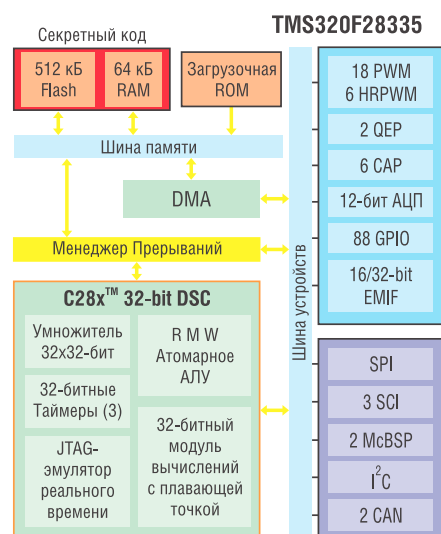 TMS320F28335
Секретный код
512 кБ
Flash
64 кБ
RAM
Загрузочная
ROM
Шина памяти
DMA
Менеджер Прерываний
C28x™ 32-bit DSC
Умножитель
32x32-бит
32-битные
Таймеры (3)
JTAG-
эмулятор
реального
времени
R M W
Атомарное
АЛУ
32-битный
модуль
вычислений
с плавающей
точкой
Шина устройств
18 PWM
6 HRPWM
2 QEP
6 CAP
12-бит АЦП
88 GPIO
16/32-bit
EMIF
SPI
3 SCI
2 McBSP
I²C
2 CAN